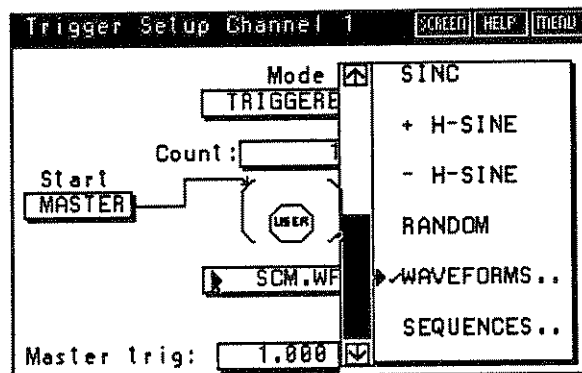 Trigger Setup Channel 1
SCREEN HELP MENU
Mode
TRIGGERE
Count: 1
Start
MASTER
USER
SCM.WF
Master trig: 1.000
SINC
+ H-SINE
- H-SINE
RANDOM
✓WAVEFORMS..
SEQUENCES..